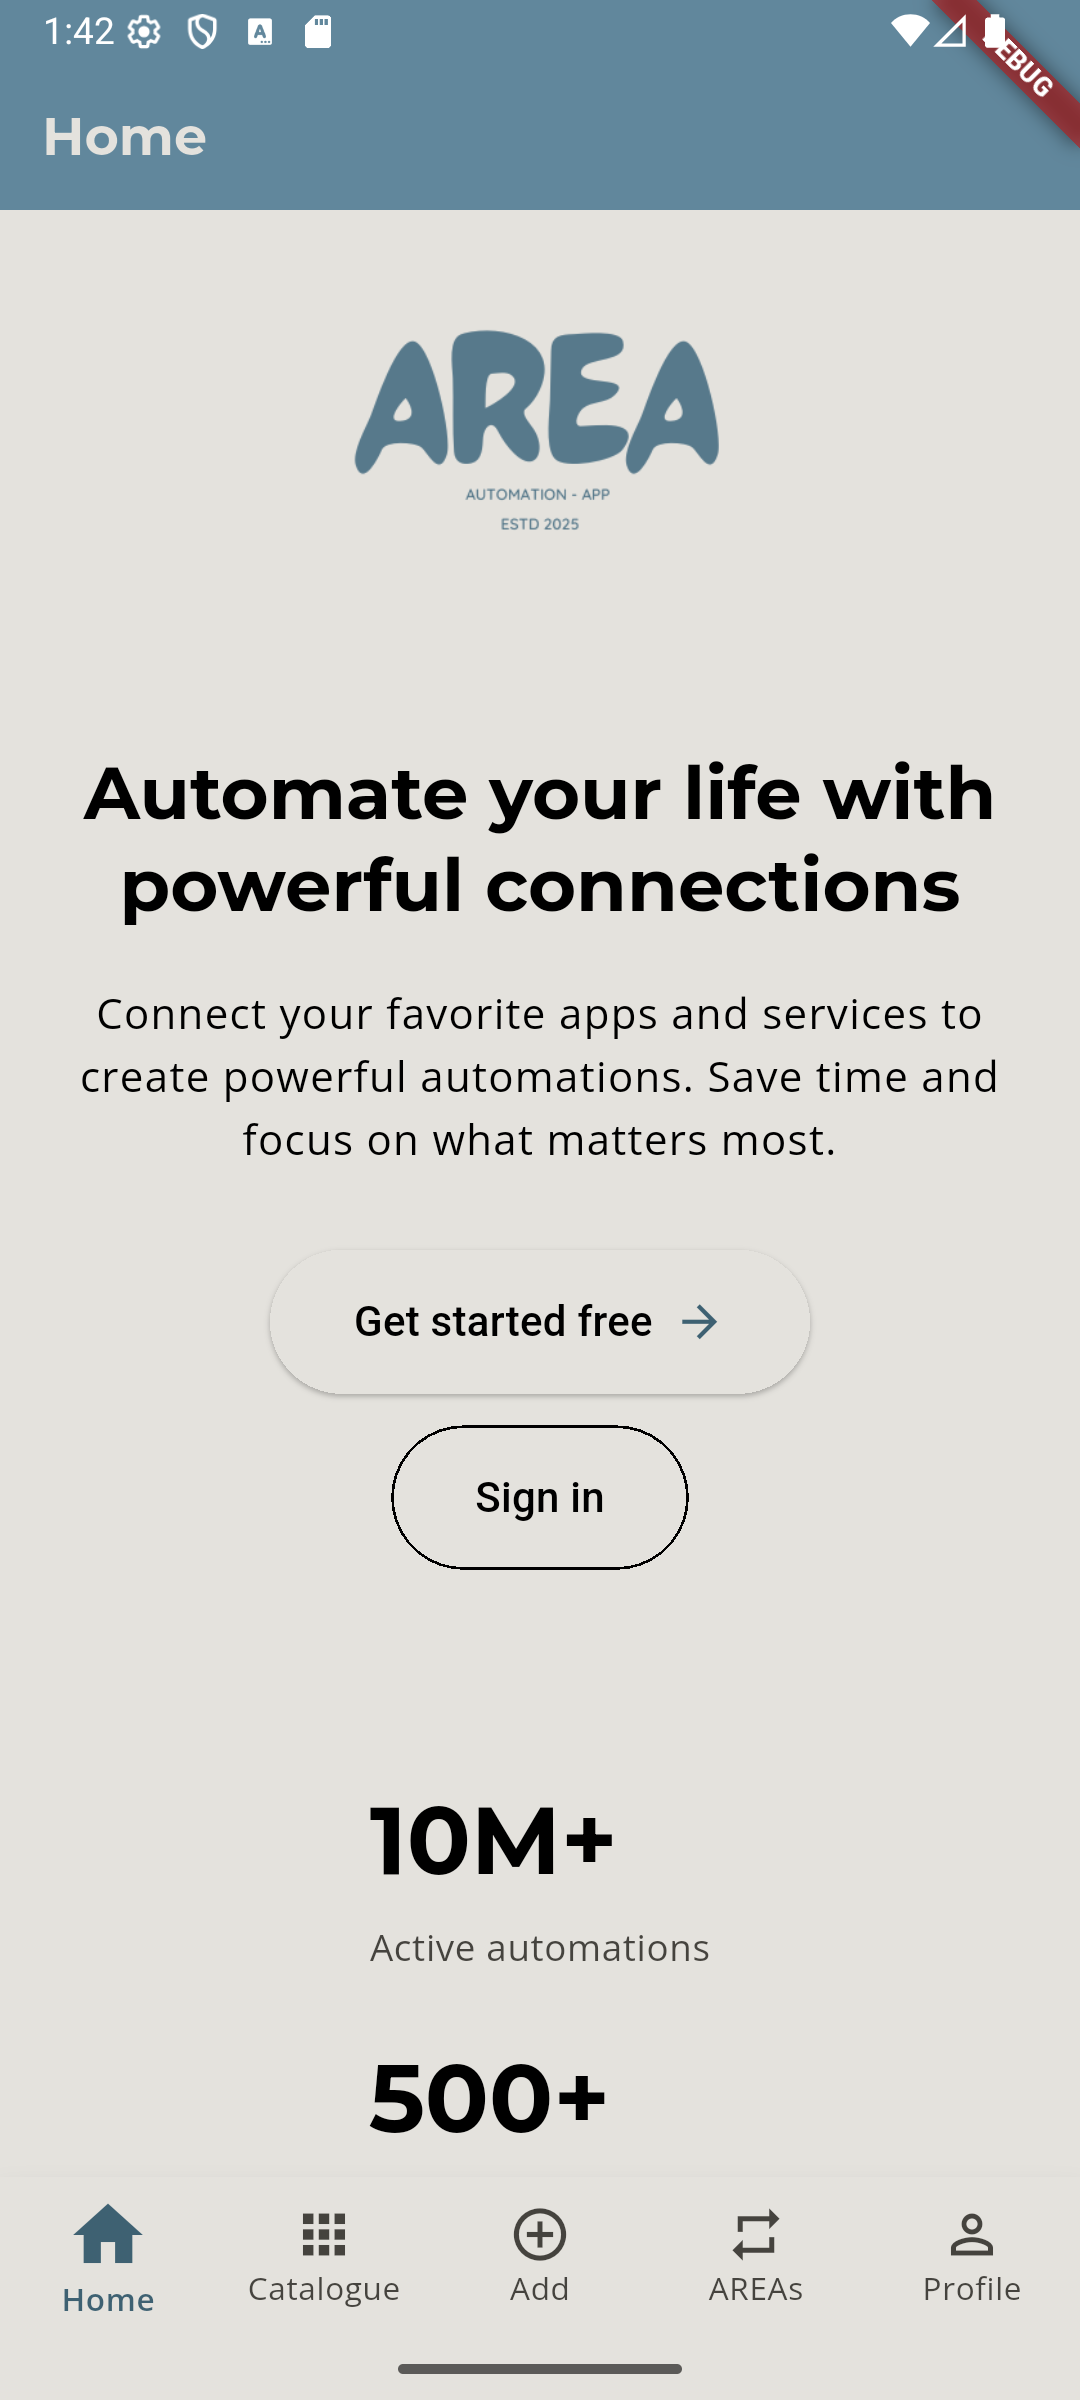 1:42
EBUG
Home
AREA
AUTOMATION - APP
ESTD 2025
Automate your life with
powerful connections
Connect your favorite apps and services to
create powerful automations. Save time and
focus on what matters most.
Get started free
Sign in
10M+
Active automations
500+
Home
Catalogue
Add
AREAs
Profile